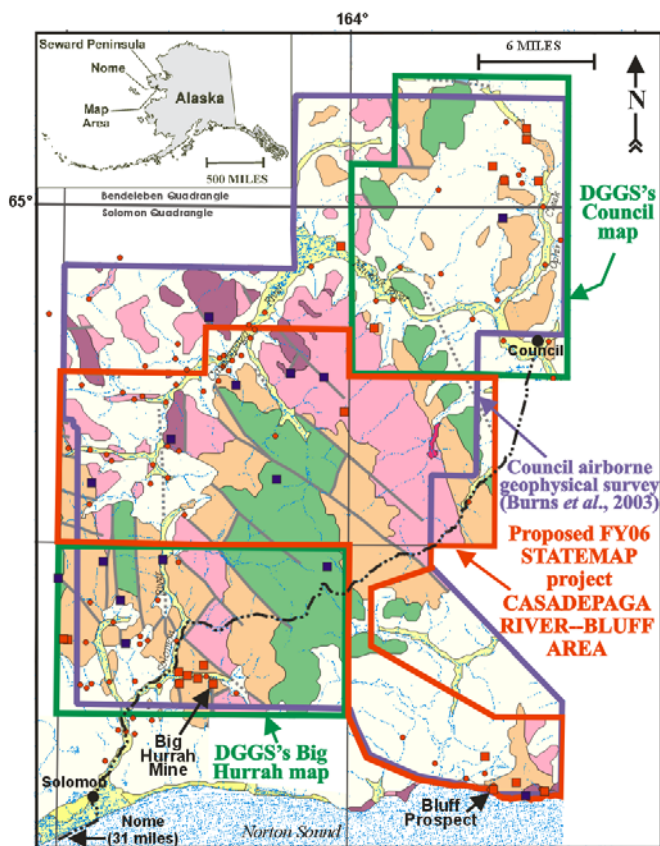 164°
Seward Peninsula
Nome
Map
Area
Alaska
500 MILES
6 MILES
N
65°
Bendeleben Quadrangle
Solomon Quadrangle
DGGS's
Council
map
Council
Council airborne
geophysical survey
(Burns et al., 2003)
Proposed FY06
STATEMAP
project
CASADEPAGA
RIVER--BLUFF
AREA
Big
Hurrah
Mine
DGGS's Big
Hurrah map
Solomon
Bluff
Prospect
Nome
(31 miles)
Norton Sound